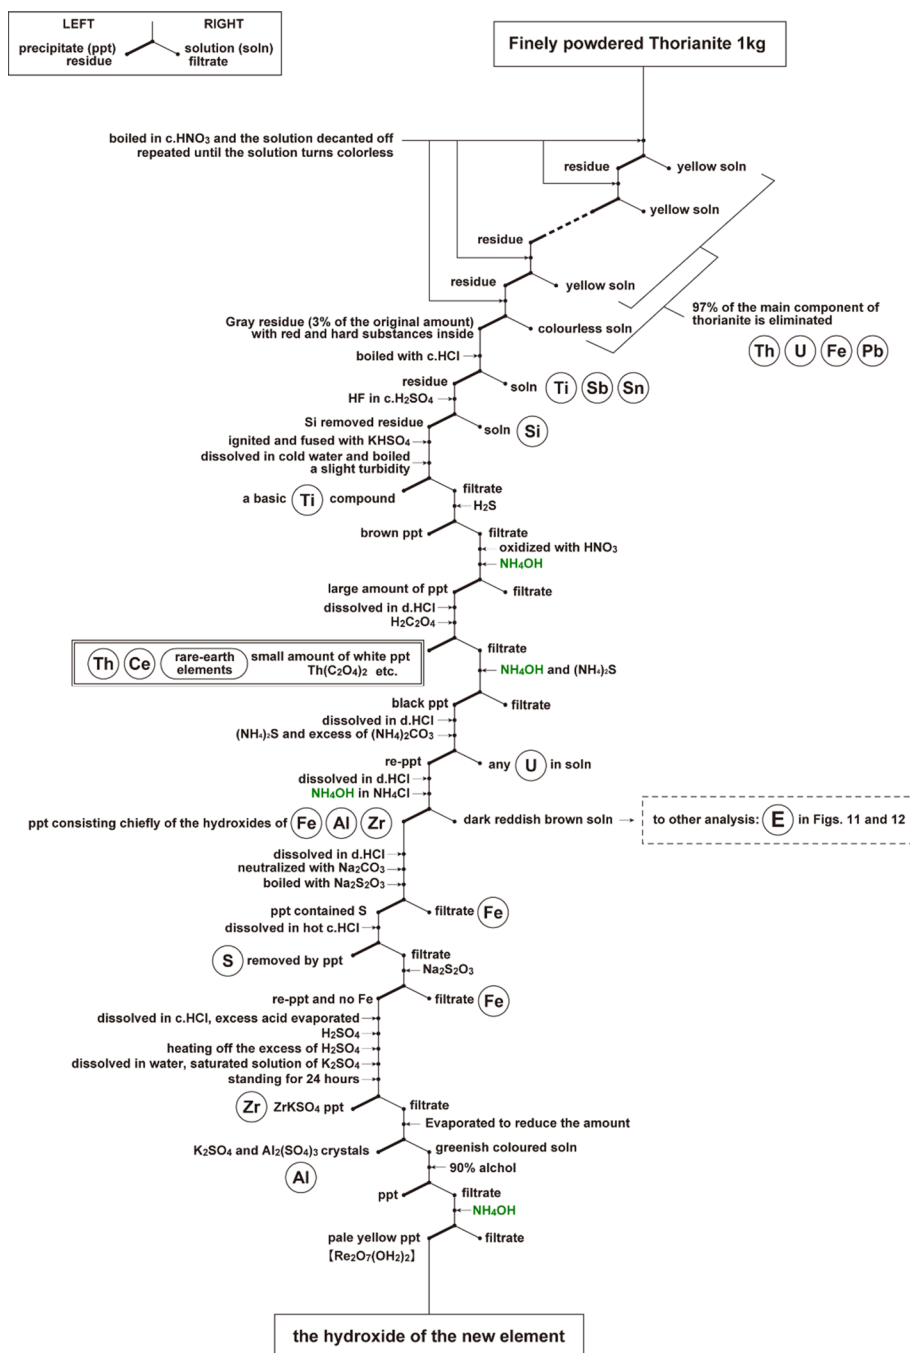 LEFT
RIGHT
precipitate (ppt)
residue
solution (soln)
filtrate
Finely powdered Thorianite 1kg
boiled in c.HNO3 and the solution decanted off
repeated until the solution turns colorless
residue
yellow soln
yellow soln
residue
residue
yellow soln
97% of the main component of
thorianite is eliminated
Th U Fe Pb
Gray residue (3% of the original amount)
with red and hard substances inside
colourless soln
boiled with c.HCl
residue
soln Ti Sb Sn
HF in c.H2SO4
Si removed residue
soln Si
ignited and fused with KHSO4
dissolved in cold water and boiled
a slight turbidity
a basic Ti compound
filtrate
H2S
brown ppt
filtrate
oxidized with HNO3
NH4OH
large amount of ppt
filtrate
dissolved in d.HCl
H2C2O4
Th Ce rare-earth elements small amount of white ppt
Th(C2O4)2 etc.
filtrate
NH4OH and (NH4)2S
black ppt
filtrate
dissolved in d.HCl
(NH4)2S and excess of (NH4)2CO3
re-ppt
any U in soln
dissolved in d.HCl
NH4OH in NH4Cl
ppt consisting chiefly of the hydroxides of Fe Al Zr
dark reddish brown soln
to other analysis: E in Figs. 11 and 12
dissolved in d.HCl
neutralized with Na2CO3
boiled with Na2S2O3
ppt contained S
filtrate Fe
dissolved in hot c.HCl
S removed by ppt
filtrate
Na2S2O3
re-ppt and no Fe
filtrate Fe
dissolved in c.HCl, excess acid evaporated
H2SO4
heating off the excess of H2SO4
dissolved in water, saturated solution of K2SO4
standing for 24 hours
Zr ZrKSO4 ppt
filtrate
Evaporated to reduce the amount
K2SO4 and Al2(SO4)3 crystals
Al
greenish coloured soln
90% alchol
ppt
filtrate
NH4OH
pale yellow ppt
【Re2O7(OH2)2】
filtrate
the hydroxide of the new element